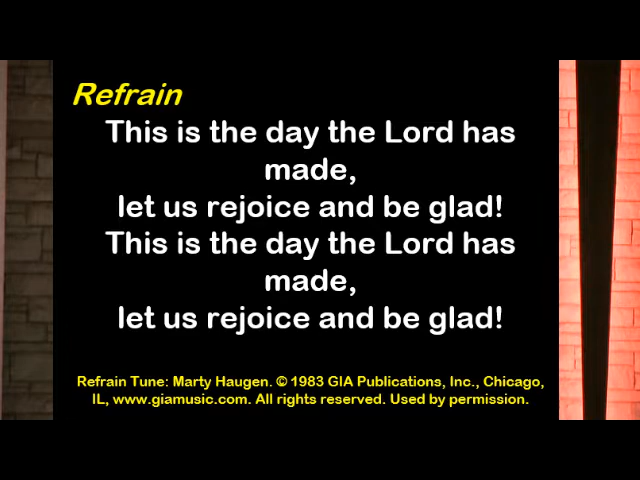 Refrain
This is the day the Lord has
made,
let us rejoice and be glad!
This is the day the Lord has
made,
let us rejoice and be glad!
Refrain Tune: Marty Haugen. © 1983 GIA Publications, Inc., Chicago,
IL, www.giamusic.com. All rights reserved. Used by permission.